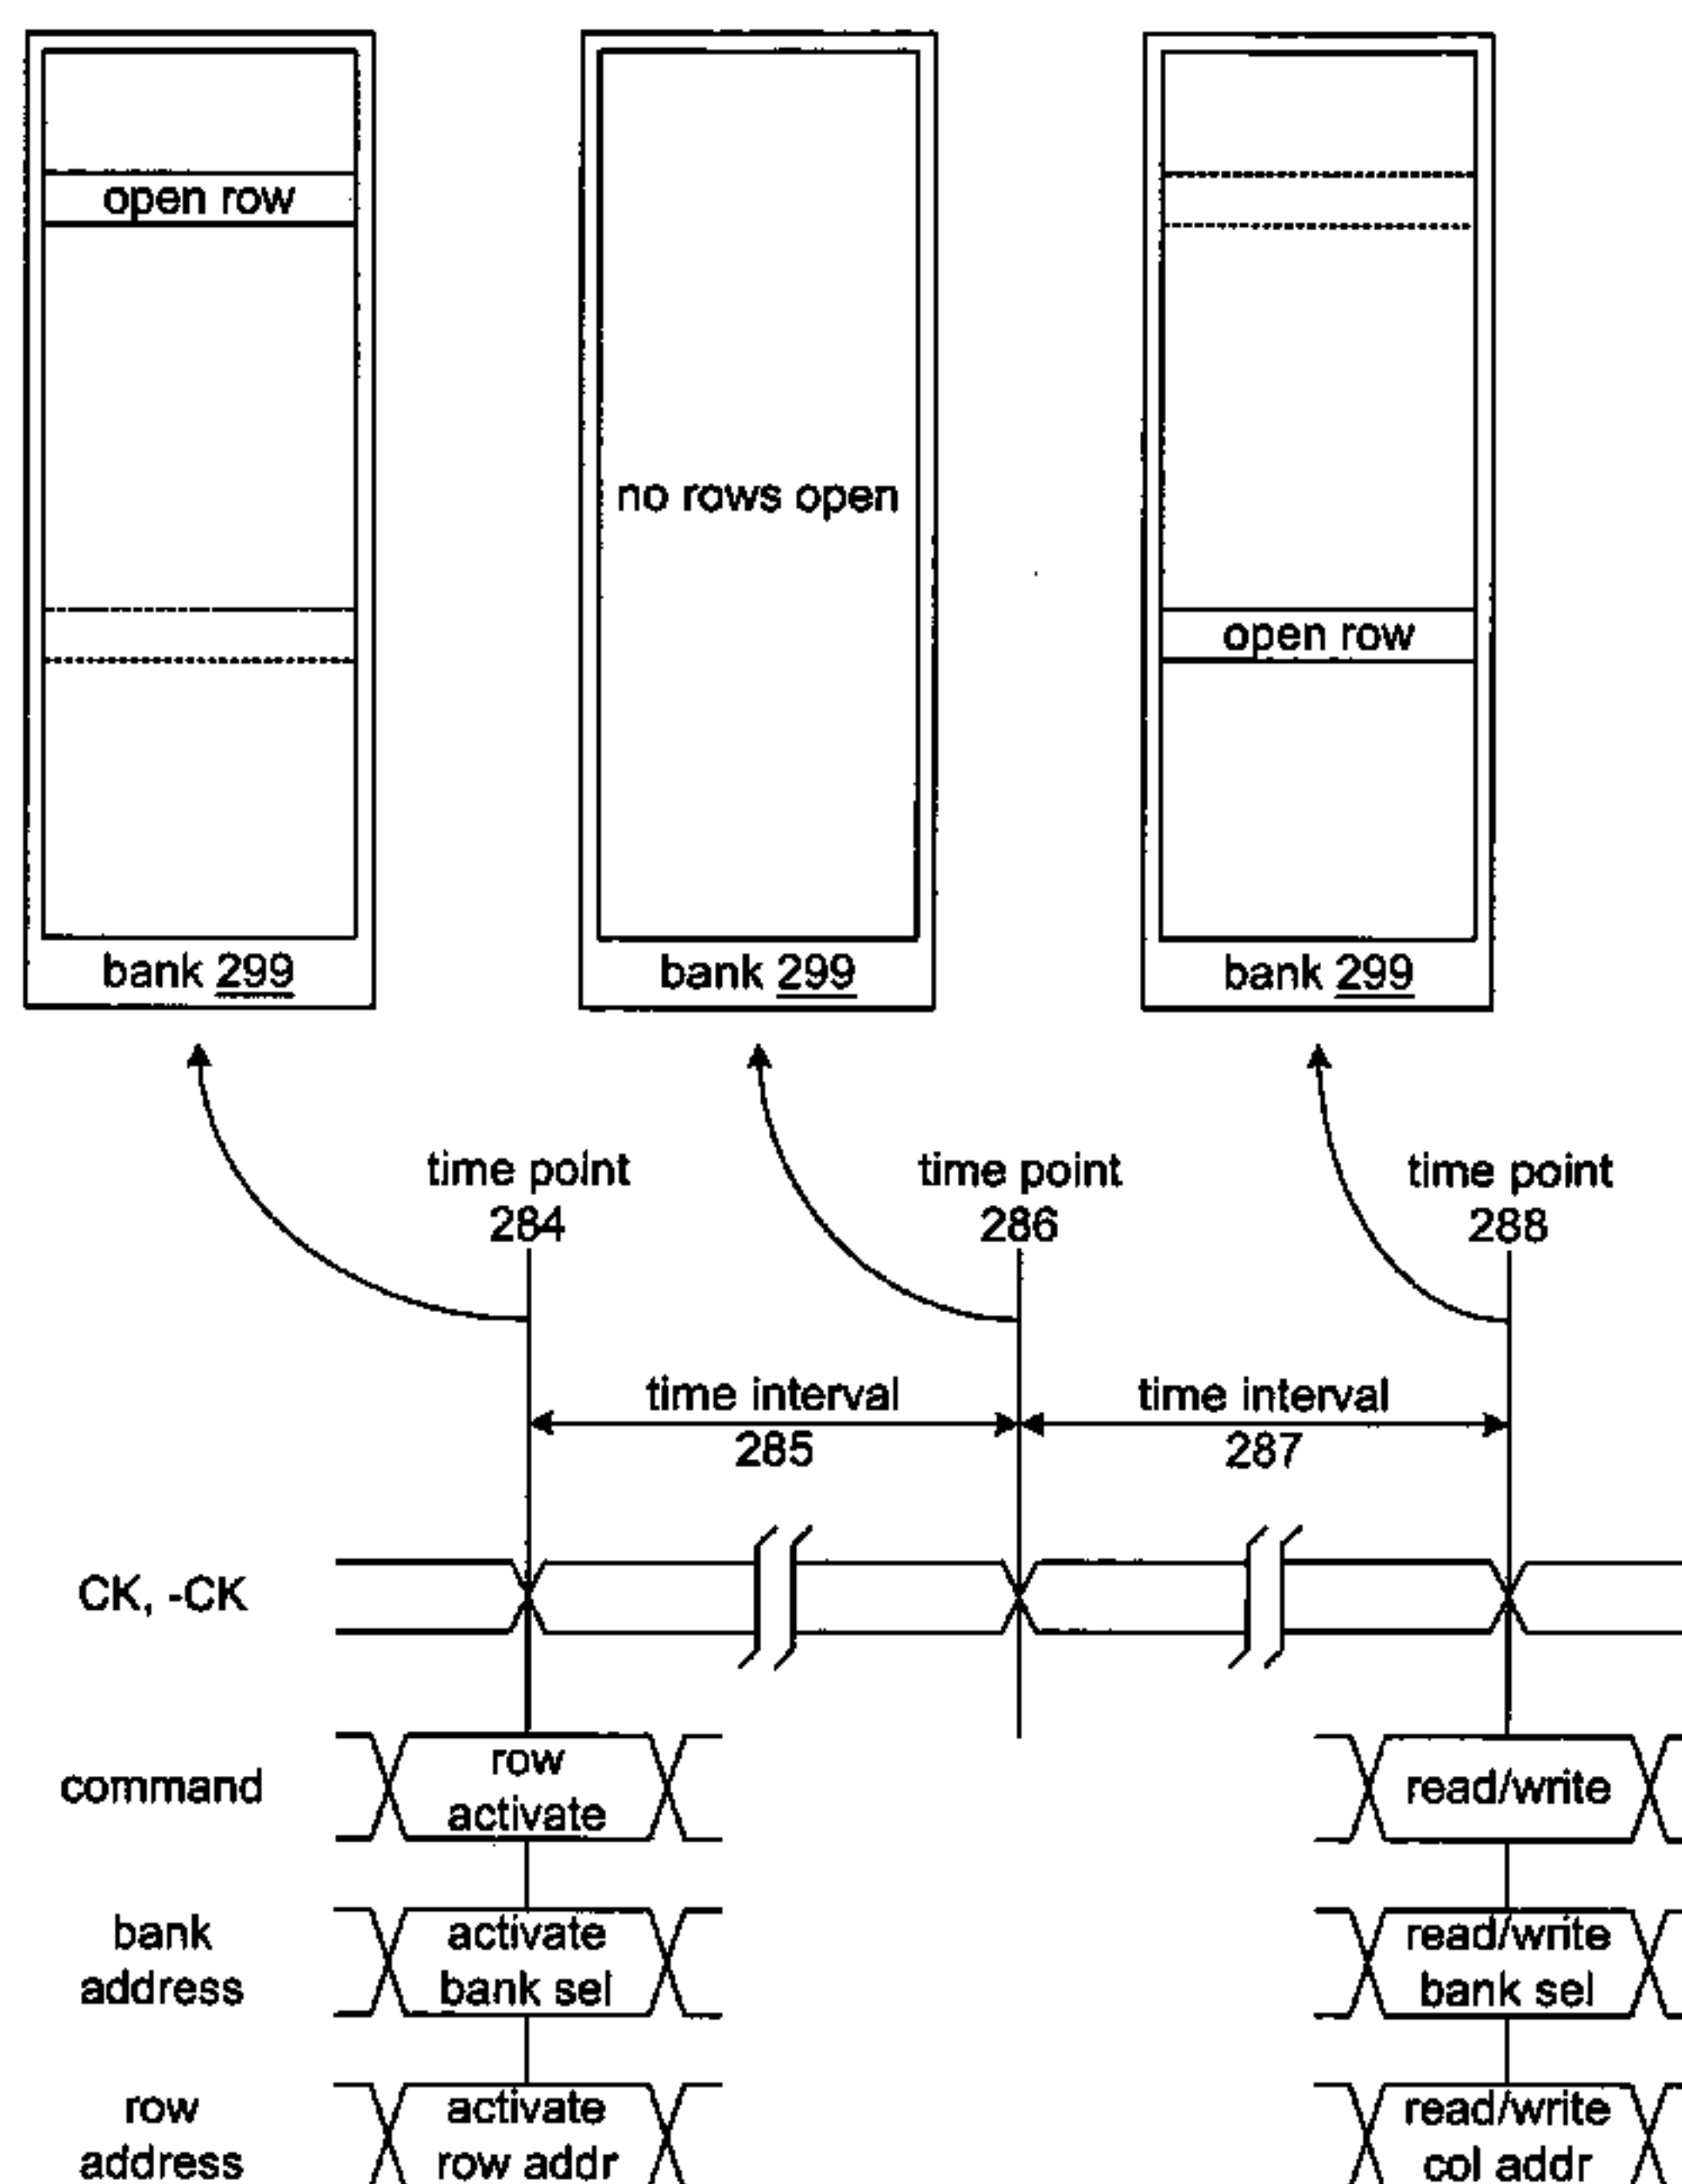 open row
no rows open
open row
bank 299
bank 299
bank 299
time point
284
time point
286
time point
288
time interval
285
time interval
287
CK, -CK
command
row
activate
read/write
bank
address
activate
bank sel
read/write
bank sel
row
address
activate
row addr
read/write
col addr